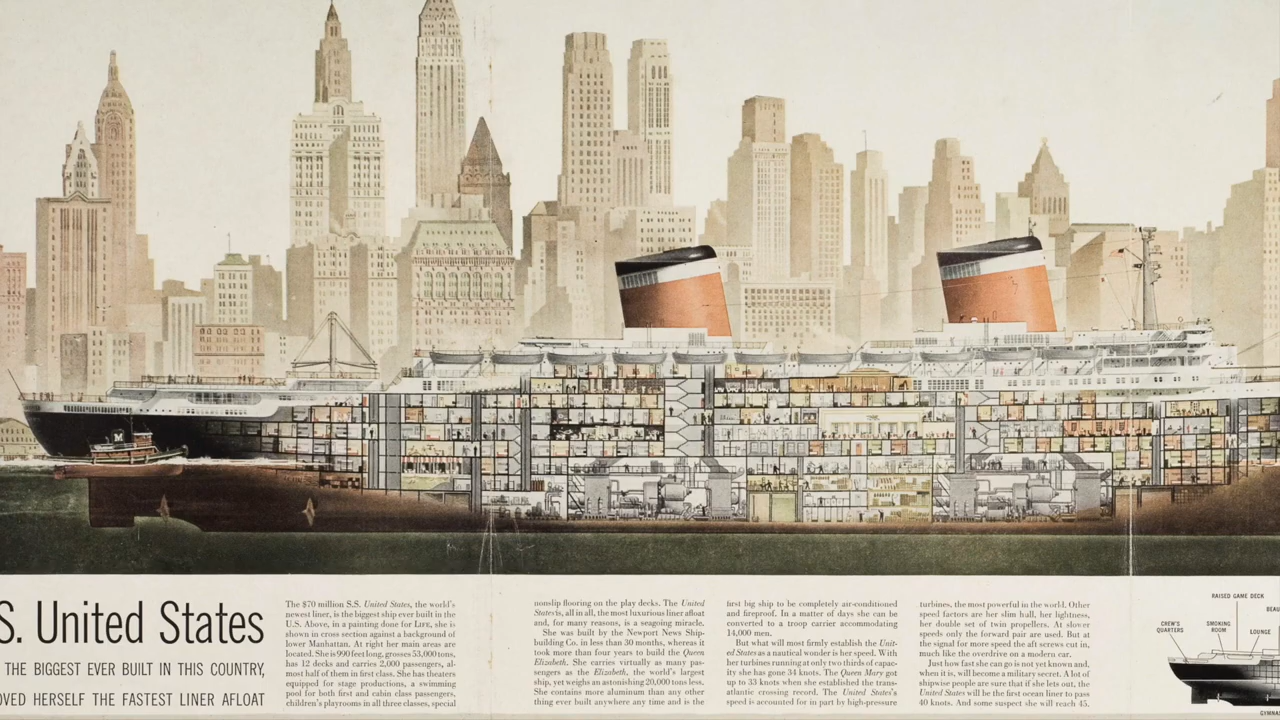 S. United States
THE BIGGEST EVER BUILT IN THIS COUNTRY,
OVED HERSELF THE FASTEST LINER AFLOAT
The $70 million S.S. United States, the world's
newest liner, is the biggest ship ever built in the
U.S. Above, in a painting done for LIFE, she is
shown in cross section against a background of
lower Manhattan. At right her main areas are
located. She is 990 feet long, grosses 53,000 tons,
has 12 decks and carries 2,000 passengers, al-
most half of them in first class. She has theaters
equipped for stage productions, a swimming
pool for both first and cabin class passengers,
children's playrooms in all three classes, special
nonslip flooring on the play decks. The United
States is, all in all, the most luxurious liner afloat
and, for many reasons, is a seagoing miracle.
She was built by the Newport News Ship-
building Co. in less than 30 months, whereas it
took more than four years to build the Queen
Elizabeth. She carries virtually as many pas-
sengers as the Elizabeth, the world's largest
ship, yet weighs an astonishing 20,000 tons less.
She contains more aluminum than any other
thing ever built anywhere any time and is the
first big ship to be completely air-conditioned
and fireproof. In a matter of days she can be
converted to a troop carrier accommodating
14,000 men.
But what will most firmly establish the Unit-
ed States as a nautical wonder is her speed. With
her turbines running at only two thirds of capac-
ity she has gone 34 knots. The Queen Mary got
up to 33 knots when she established the trans-
atlantic crossing record. The United States's
speed is accounted for in part by high-pressure
turbines, the most powerful in the world. Other
speed factors are her slim hull, her lightness,
her double set of twin propellers. At slower
speeds only the forward pair are used. But at
the signal for more speed the aft screws cut in,
much like the overdrive on a modern car.
Just how fast she can go is not yet known and,
when it is, will become a military secret. A lot of
shipwise people are sure that if she lets out, the
United States will be the first ocean liner to pass
40 knots. And some suspect she will reach 45.
RAISED GAME DECK
BEAU
CREW'S
QUARTERS
SMOKING
ROOM
LOUNGE
GYMNA
M